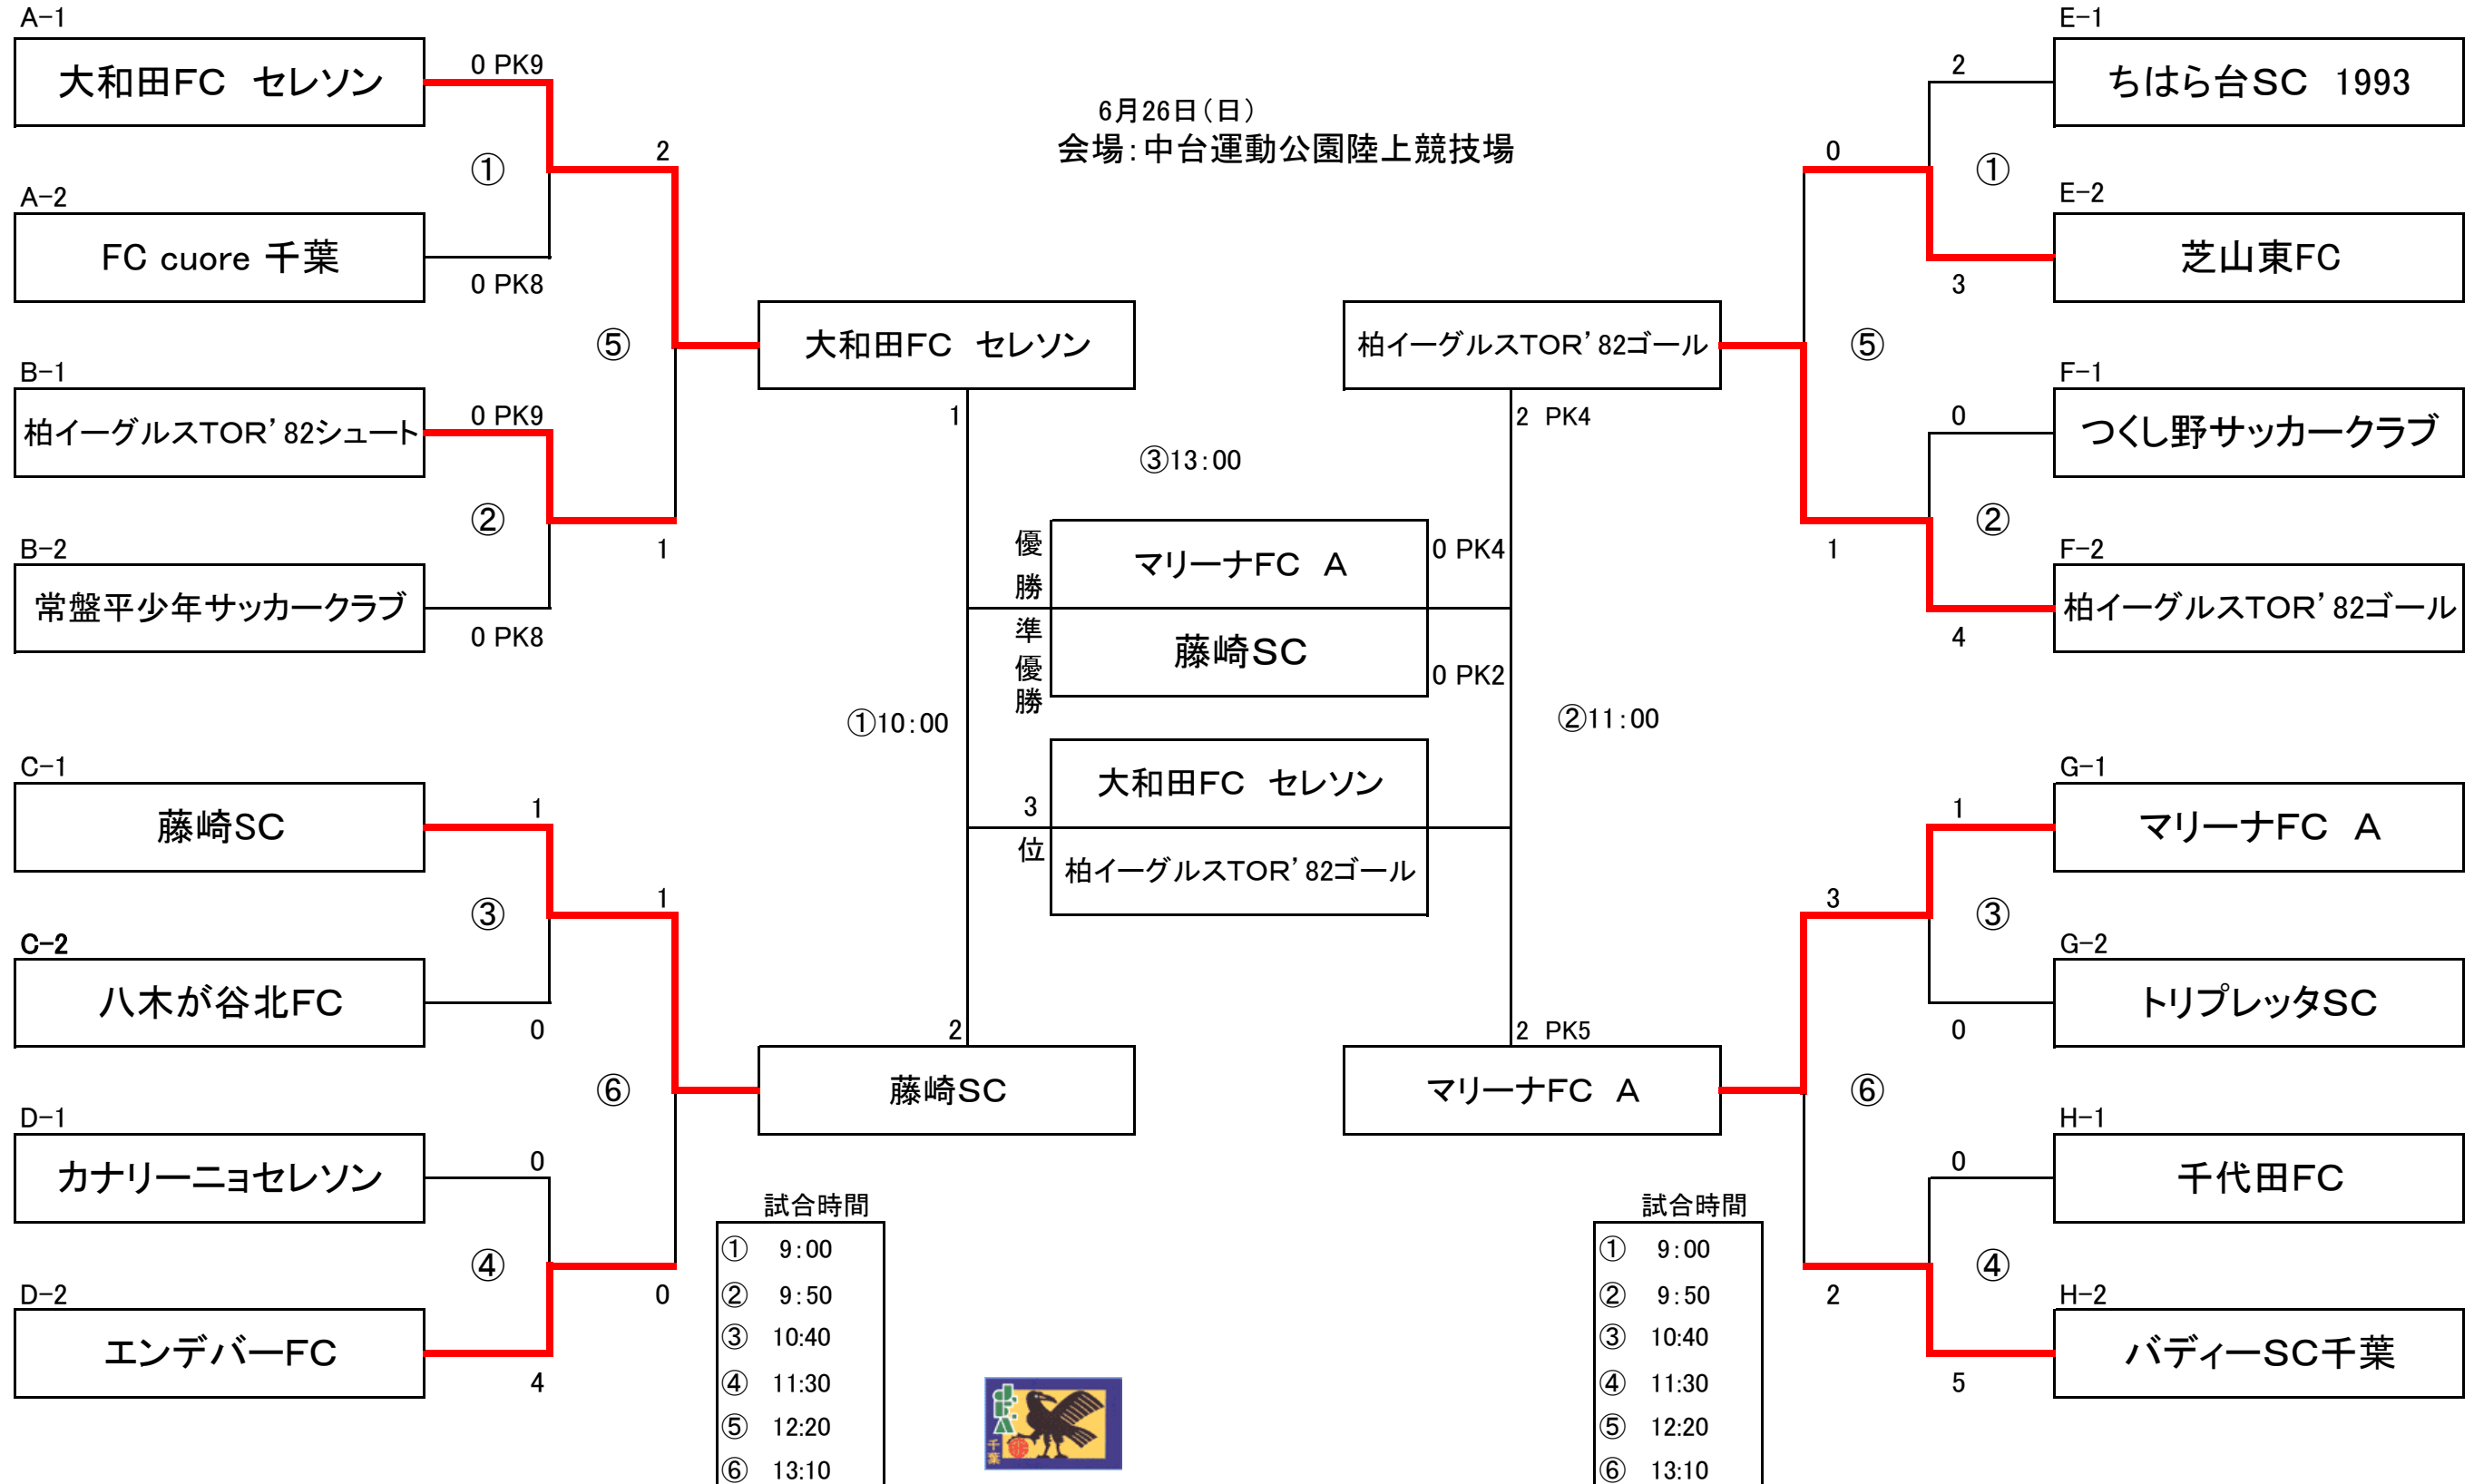 A-1
大和田FC　セレソン
0 PK9
①
A-2
FC cuore 千葉
0 PK8
B-1
柏イーグルスTOR’82シュート
0 PK9
②
B-2
常盤平少年サッカークラブ
0 PK8
2
⑤
1
C-1
藤崎SC
1
③
C-2
八木が谷北FC
0
D-1
カナリーニョセレソン
0
④
D-2
エンデバーFC
4
1
⑥
0
6月26日（日）
会場：中台運動公園陸上競技場
大和田FC　セレソン
1
①10：00
2
藤崎SC
③13：00
優勝
マリーナFC　A
0 PK4
準優勝
藤崎SC
0 PK2
3位
大和田FC　セレソン
柏イーグルスTOR’82ゴール
柏イーグルスTOR’82ゴール
2 PK4
②11：00
2 PK5
マリーナFC　A
E-1
ちはら台SC　1993
2
①
E-2
芝山東FC
3
F-1
つくし野サッカークラブ
0
②
F-2
柏イーグルスTOR’82ゴール
4
0
⑤
1
G-1
マリーナFC　A
1
③
G-2
トリプレッタSC
0
H-1
千代田FC
0
④
H-2
バディーSC千葉
5
3
⑥
2
試合時間
① 9：00
② 9：50
③ 10:40
④ 11:30
⑤ 12:20
⑥ 13:10
千葉
試合時間
① 9：00
② 9：50
③ 10:40
④ 11:30
⑤ 12:20
⑥ 13:10